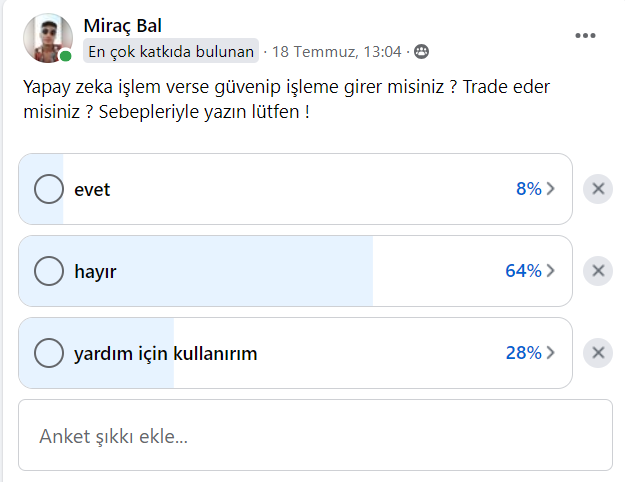 Miraç Bal
En çok katkıda bulunan · 18 Temmuz, 13:04 ·
Yapay zeka işlem verse güvenip işleme girer misiniz ? Trade eder
misiniz ? Sebepleriyle yazın lütfen !
evet 8%
hayır 64%
yardım için kullanırım 28%
Anket şıkkı ekle...